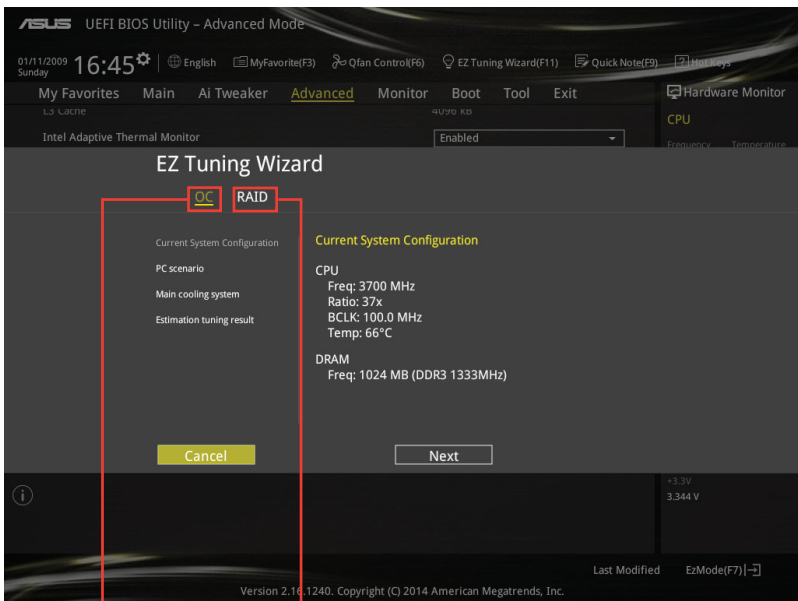 ASUS UEFI BIOS Utility – Advanced Mode
01/11/2009 Sunday 16:45 English MyFavorite(F3) Qfan Control(F6) EZ Tuning Wizard(F11) Quick Note(F9) ? Hot Keys
My Favorites Main Ai Tweaker Advanced Monitor Boot Tool Exit Hardware Monitor
L3 Cache 4096 KB
CPU
Intel Adaptive Thermal Monitor Enabled
Frequency Temperature
EZ Tuning Wizard
OC RAID
Current System Configuration
PC scenario
Main cooling system
Estimation tuning result
Current System Configuration
CPU
Freq: 3700 MHz
Ratio: 37x
BCLK: 100.0 MHz
Temp: 66°C
DRAM
Freq: 1024 MB (DDR3 1333MHz)
Cancel Next
+3.3V
3.344 V
Last Modified EzMode(F7)
Version 2.16.1240. Copyright (C) 2014 American Megatrends, Inc.